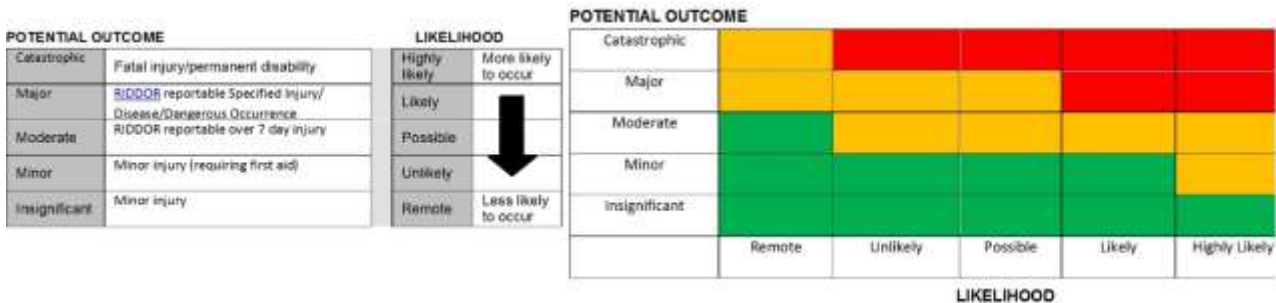 POTENTIAL OUTCOME
Catastrophic
Fatal injury/permanent disability
Major
RIDDOR reportable Specified Injury/
Disease/Dangerous Occurrence
Moderate
RIDDOR reportable over 7 day injury
Minor
Minor injury (requiring first aid)
Insignificant
Minor injury
LIKELIHOOD
Highly
likely
More likely
to occur
Likely
Possible
Unlikely
Remote
Less likely
to occur
POTENTIAL OUTCOME
Catastrophic
Major
Moderate
Minor
Insignificant
Remote
Unlikely
Possible
Likely
Highly Likely
LIKELIHOOD